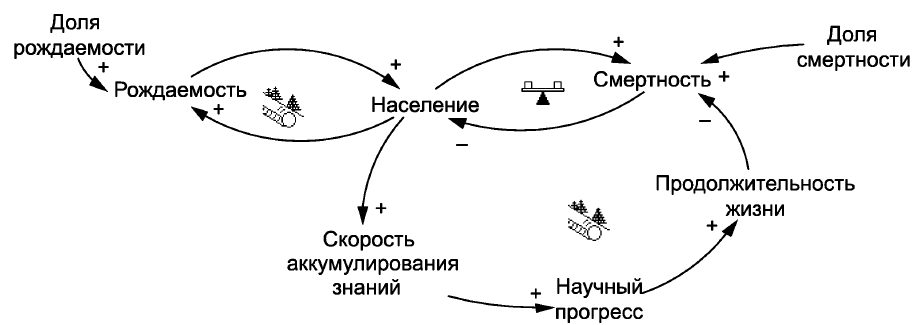 Доля
рождаемости
+
Рождаемость
+
+
Население
+
Смертность +
–
Доля
смертности
–
Продолжительность
жизни
+
+
Скорость
аккумулирования
знаний
+
Научный
прогресс